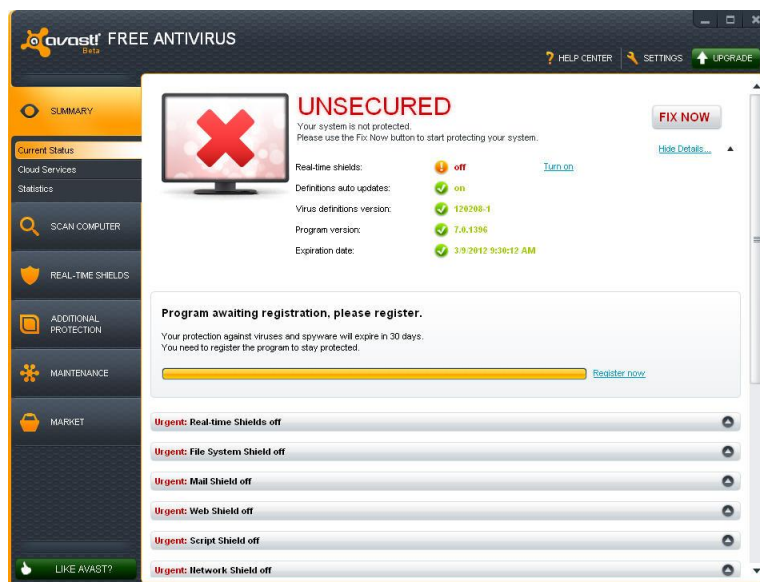 avast! FREE ANTIVIRUS
Beta
? HELP CENTER
SETTINGS
UPGRADE
SUMMARY
Current Status
Cloud Services
Statistics
SCAN COMPUTER
REAL-TIME SHIELDS
ADDITIONAL
PROTECTION
MAINTENANCE
MARKET
LIKE AVAST?
UNSECURED
Your system is not protected.
Please use the Fix Now button to start protecting your system.
FIX NOW
Hide Details...
Real-time shields: off Turn on
Definitions auto updates: on
Virus definitions version: 120208-1
Program version: 7.0.1396
Expiration date: 3/9/2012 9:30:12 AM
Program awaiting registration, please register.
Your protection against viruses and spyware will expire in 30 days.
You need to register the program to stay protected.
Register now
Urgent: Real-time Shields off
Urgent: File System Shield off
Urgent: Mail Shield off
Urgent: Web Shield off
Urgent: Script Shield off
Urgent: Network Shield off